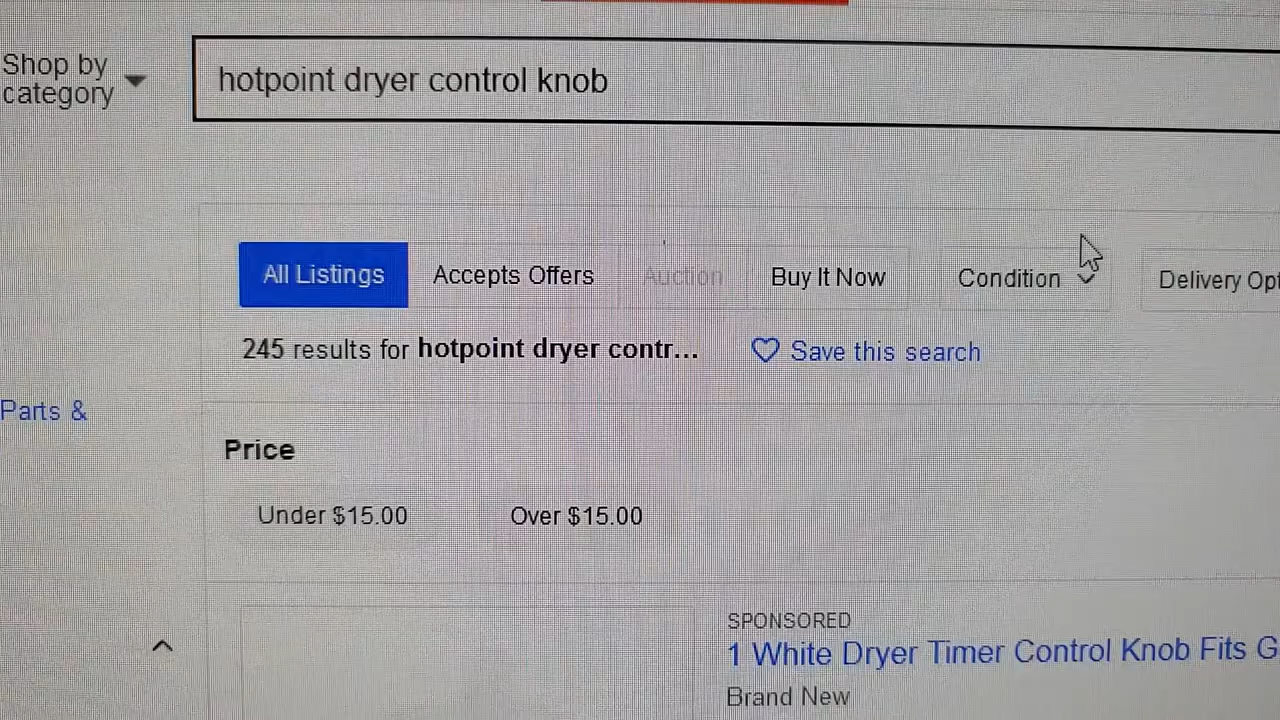 Shop by
category
hotpoint dryer control knob
All Listings
Accepts Offers
Auction
Buy It Now
Condition
Delivery Opt
245 results for hotpoint dryer contr...
Save this search
Parts &
Price
Under $15.00
Over $15.00
SPONSORED
1 White Dryer Timer Control Knob Fits G
Brand New